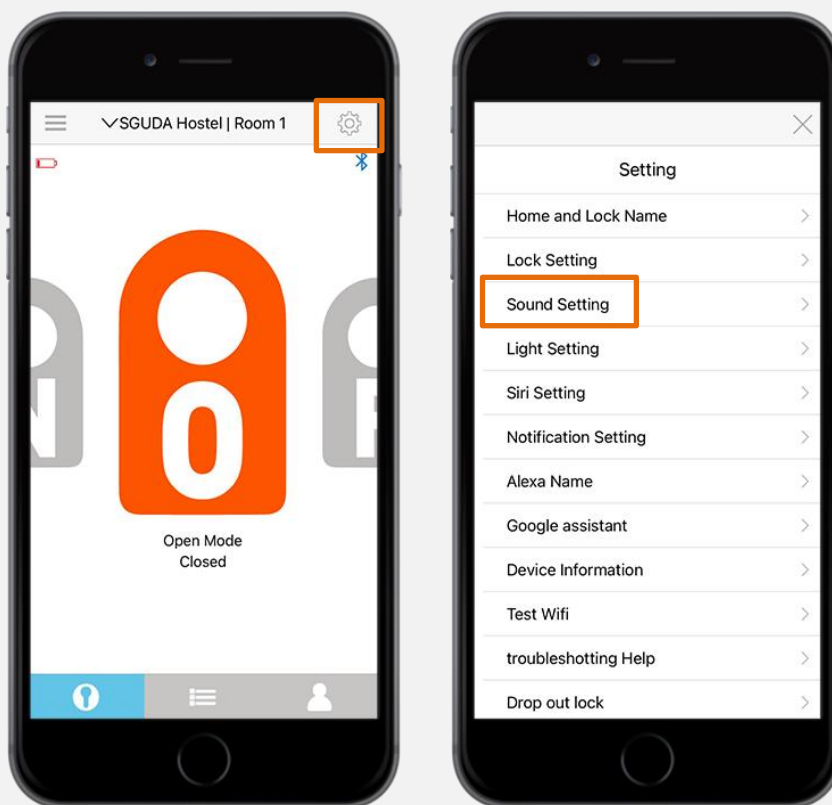 SGUDA Hostel | Room 1
N
O
P
Open Mode
Closed
Setting
Home and Lock Name
Lock Setting
Sound Setting
Light Setting
Siri Setting
Notification Setting
Alexa Name
Google assistant
Device Information
Test Wifi
troubleshotting Help
Drop out lock